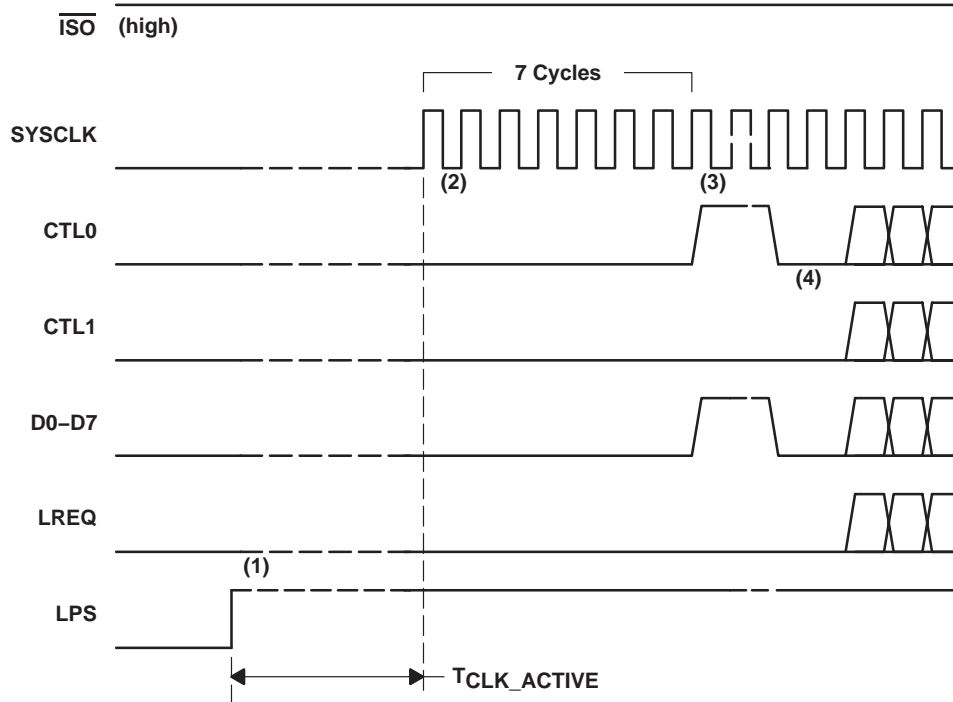 ISO (high)
7 Cycles
SYSCLK
(2) (3)
CTL0
(4)
CTL1
D0–D7
LREQ
(1)
LPS
TCLK_ACTIVE